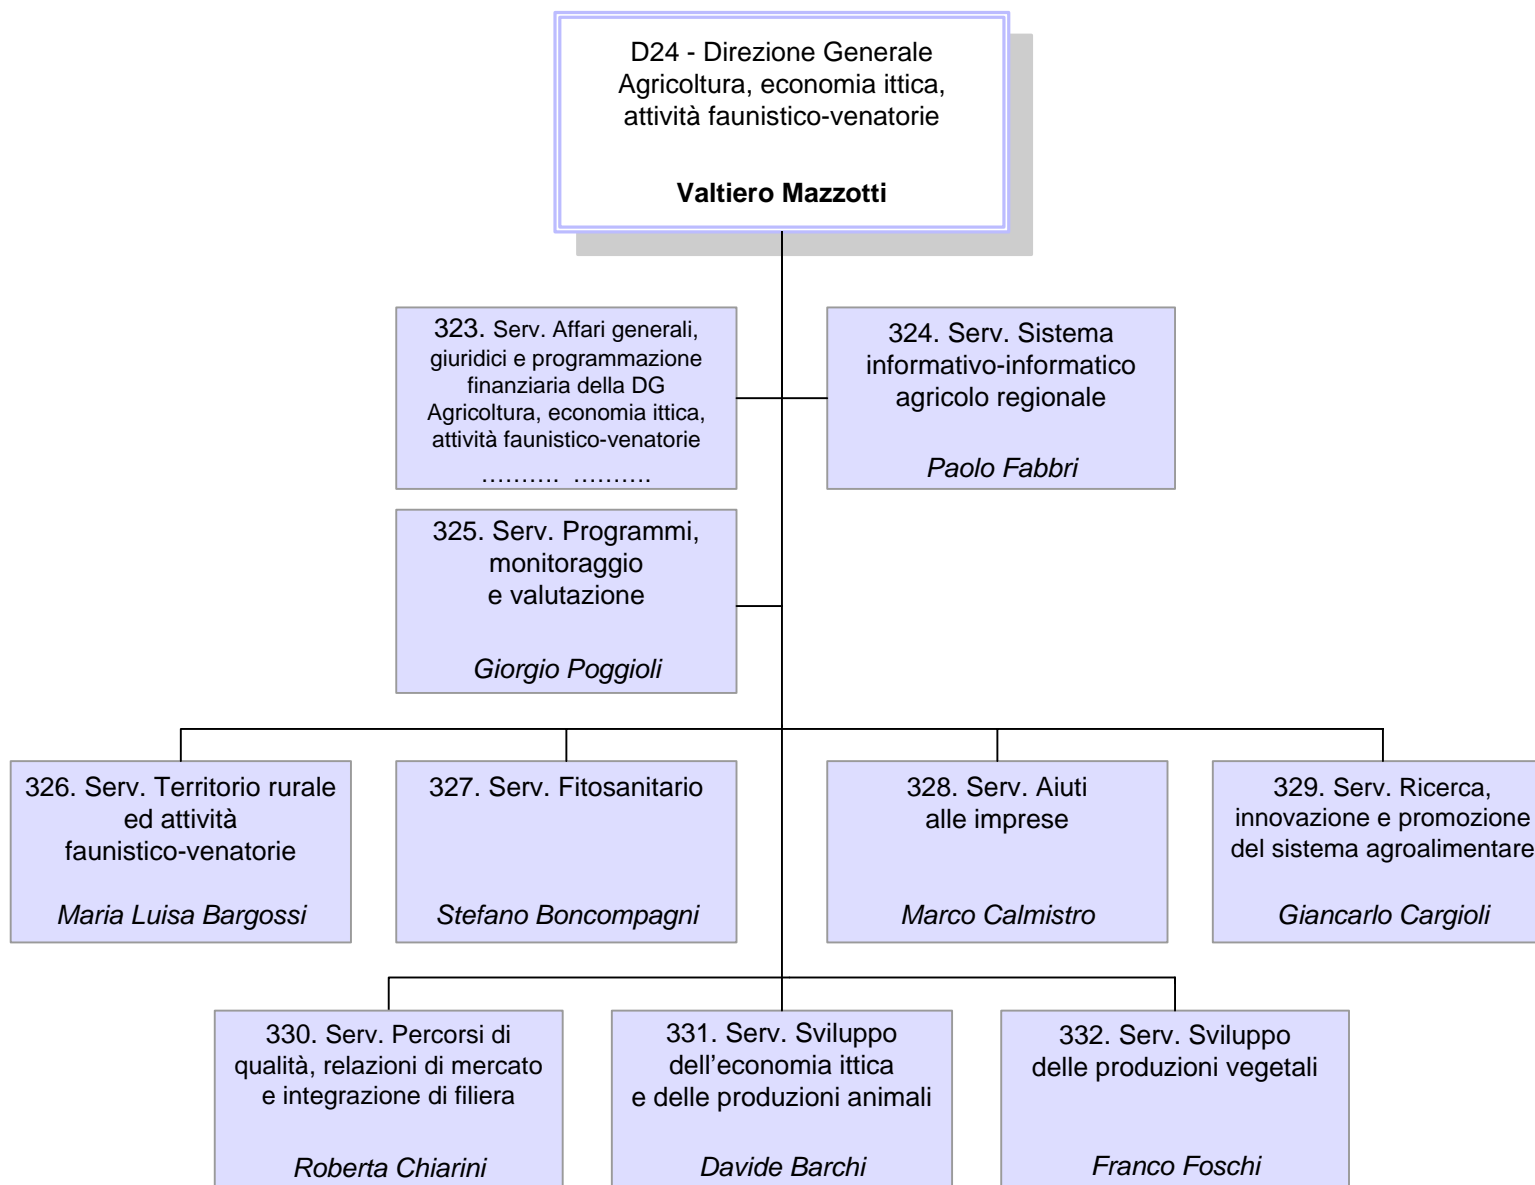 D24 - Direzione Generale
Agricoltura, economia ittica,
attività faunistico-venatorie
Valtiero Mazzotti
323. Serv. Affari generali,
giuridici e programmazione
finanziaria della DG
Agricoltura, economia ittica,
attività faunistico-venatorie
………. ……….
324. Serv. Sistema
informativo-informatico
agricolo regionale
Paolo Fabbri
325. Serv. Programmi,
monitoraggio
e valutazione
Giorgio Poggioli
326. Serv. Territorio rurale
ed attività
faunistico-venatorie
Maria Luisa Bargossi
327. Serv. Fitosanitario
Stefano Boncompagni
328. Serv. Aiuti
alle imprese
Marco Calmistro
329. Serv. Ricerca,
innovazione e promozione
del sistema agroalimentare
Giancarlo Cargioli
330. Serv. Percorsi di
qualità, relazioni di mercato
e integrazione di filiera
Roberta Chiarini
331. Serv. Sviluppo
dell’economia ittica
e delle produzioni animali
Davide Barchi
332. Serv. Sviluppo
delle produzioni vegetali
Franco Foschi